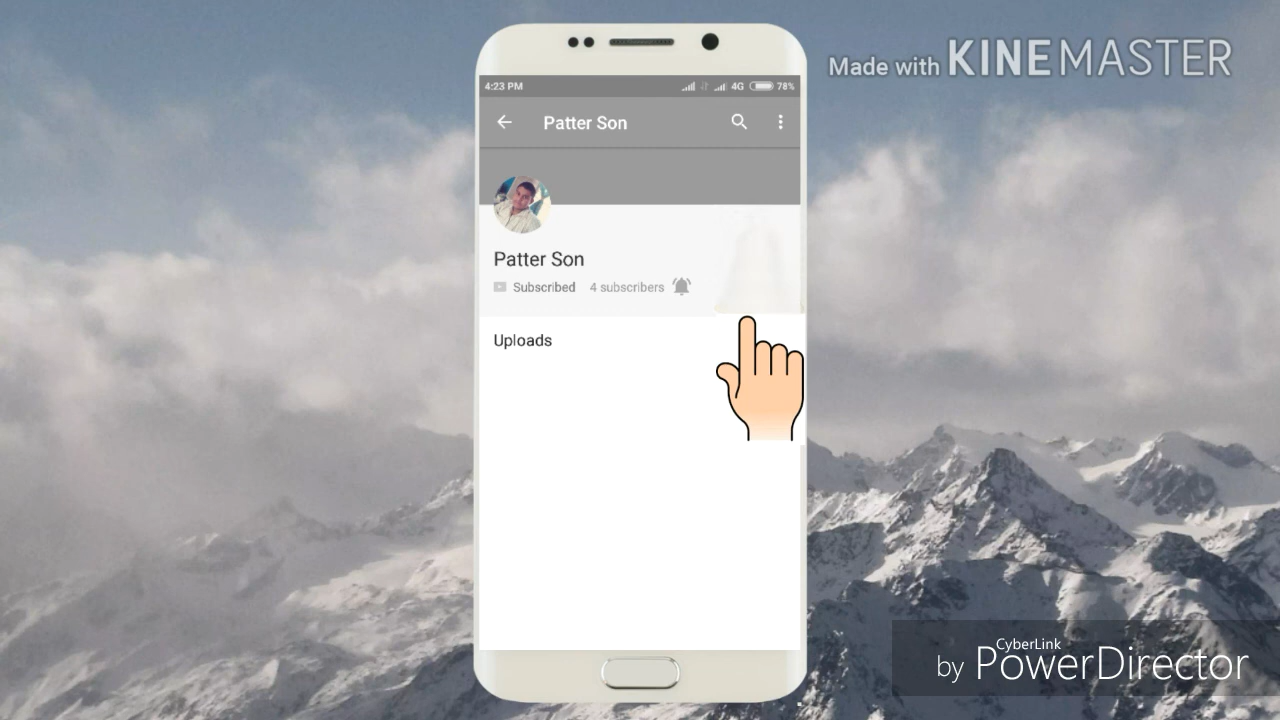 Made with KINEMASTER
4:23 PM 4G 78%
Patter Son
Patter Son
Subscribed 4 subscribers
Uploads
CyberLink
by PowerDirector